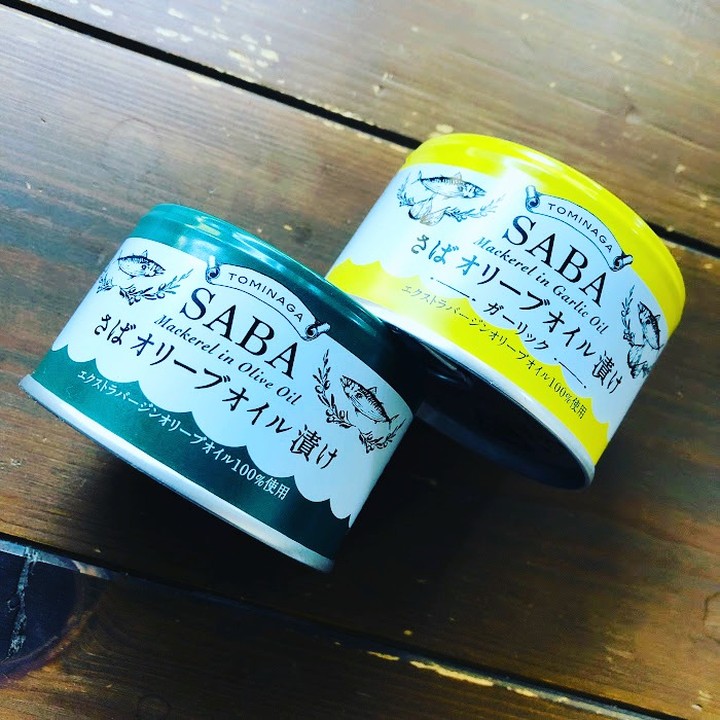 TOMINAGA
SABA
Mackerel in Olive Oil
さばオリーブオイル漬け
エクストラバージンオリーブオイル100%使用
TOMINAGA
SABA
Mackerel in Garlic Oil
さばオリーブオイル漬け
ガーリック
エクストラバージンオリーブオイル100%使用